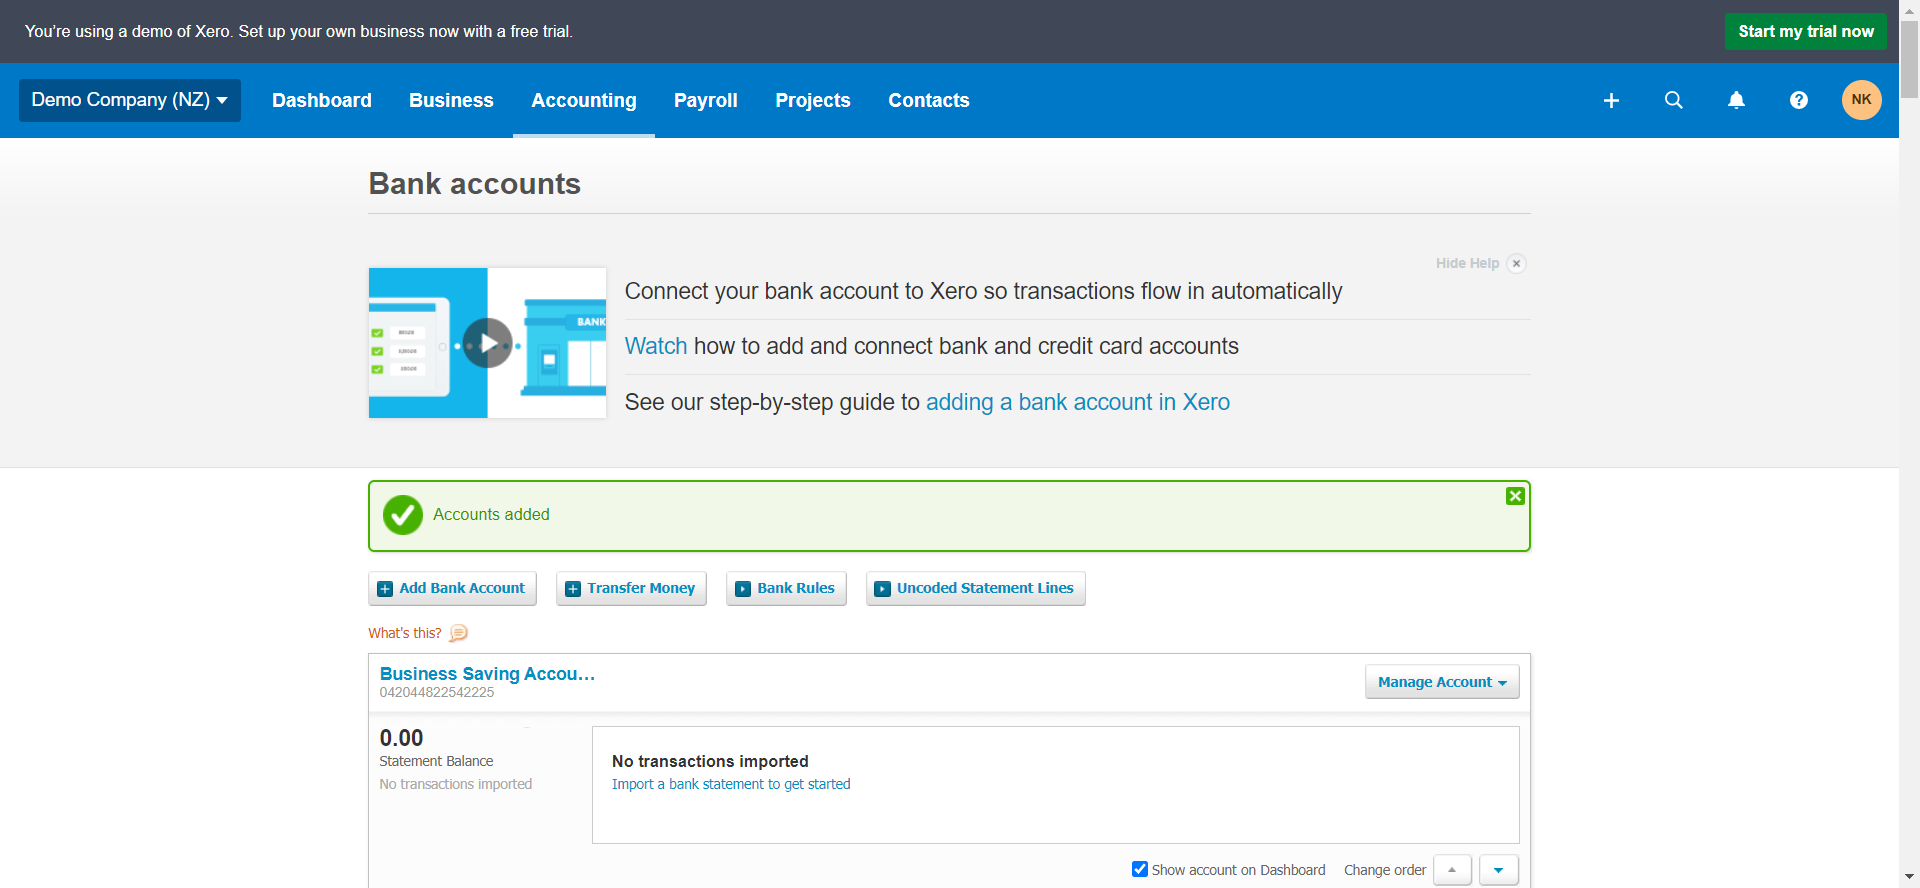 You're using a demo of Xero. Set up your own business now with a free trial.
Start my trial now
Demo Company (NZ)
Dashboard
Business
Accounting
Payroll
Projects
Contacts
NK
Bank accounts
Hide Help
BANK
Connect your bank account to Xero so transactions flow in automatically
Watch how to add and connect bank and credit card accounts
See our step-by-step guide to adding a bank account in Xero
Accounts added
Add Bank Account
Transfer Money
Bank Rules
Uncoded Statement Lines
What's this?
Business Saving Accou...
042044822542225
Manage Account
0.00
Statement Balance
No transactions imported
No transactions imported
Import a bank statement to get started
Show account on Dashboard
Change order